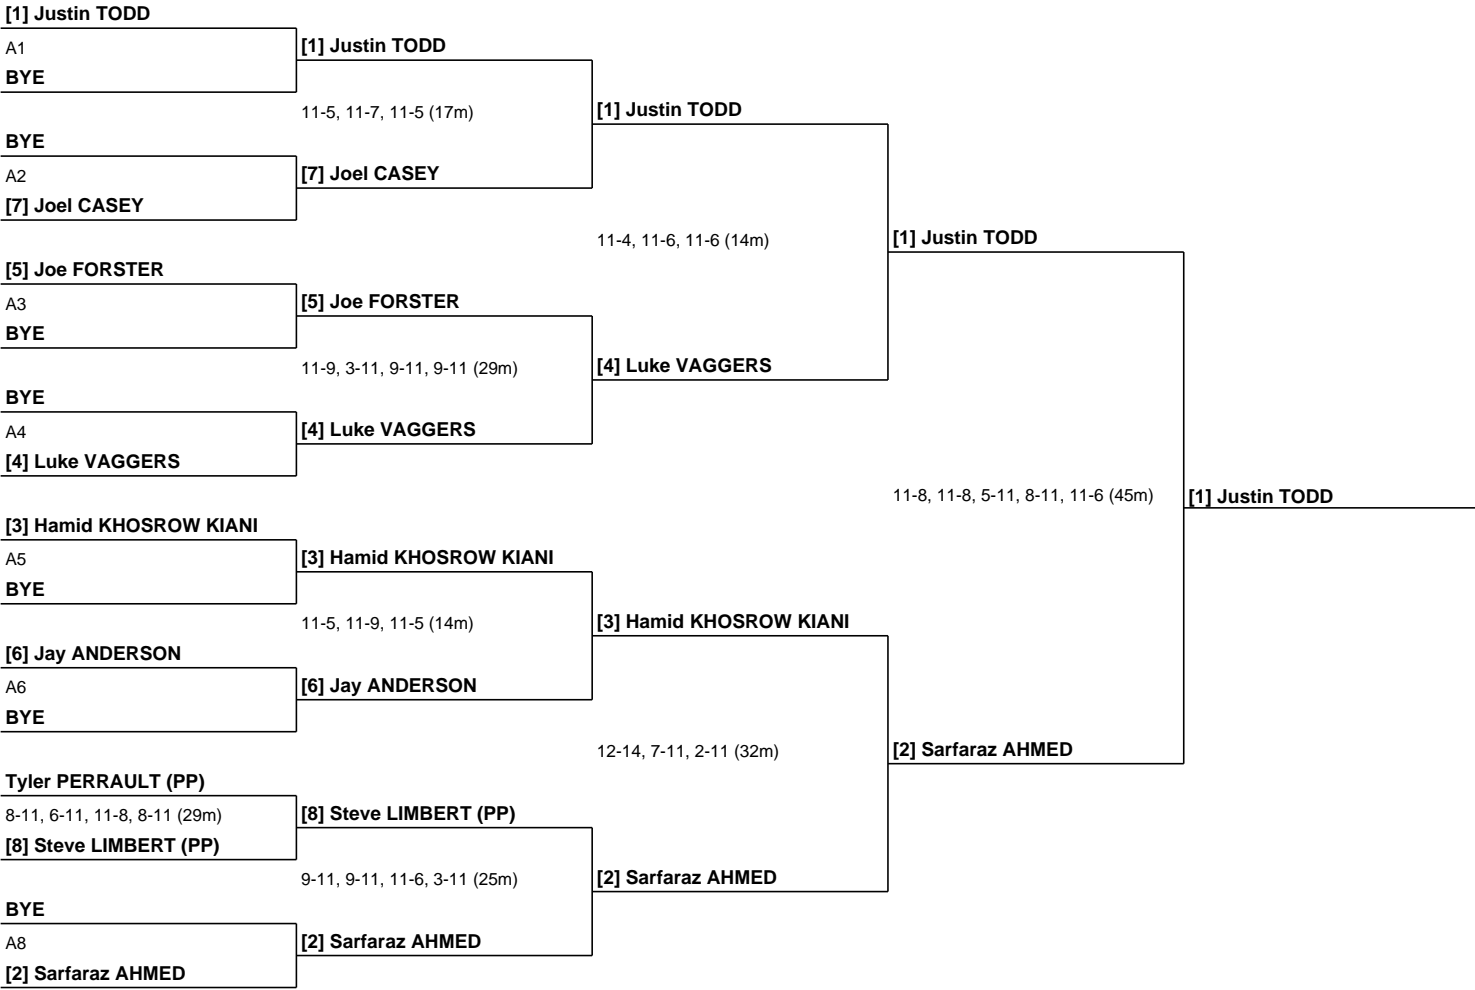 [1] Justin TODD
A1
BYE
BYE
A2
[7] Joel CASEY
[5] Joe FORSTER
A3
BYE
BYE
A4
[4] Luke VAGGERS
[3] Hamid KHOSROW KIANI
A5
BYE
[6] Jay ANDERSON
A6
BYE
Tyler PERRAULT (PP)
8-11, 6-11, 11-8, 8-11 (29m)
[8] Steve LIMBERT (PP)
BYE
A8
[2] Sarfaraz AHMED
[1] Justin TODD
11-5, 11-7, 11-5 (17m)
[7] Joel CASEY
[5] Joe FORSTER
11-9, 3-11, 9-11, 9-11 (29m)
[4] Luke VAGGERS
[3] Hamid KHOSROW KIANI
11-5, 11-9, 11-5 (14m)
[6] Jay ANDERSON
[8] Steve LIMBERT (PP)
9-11, 9-11, 11-6, 3-11 (25m)
[2] Sarfaraz AHMED
[1] Justin TODD
11-4, 11-6, 11-6 (14m)
[4] Luke VAGGERS
[3] Hamid KHOSROW KIANI
12-14, 7-11, 2-11 (32m)
[2] Sarfaraz AHMED
[1] Justin TODD
11-8, 11-8, 5-11, 8-11, 11-6 (45m)
[2] Sarfaraz AHMED
[1] Justin TODD